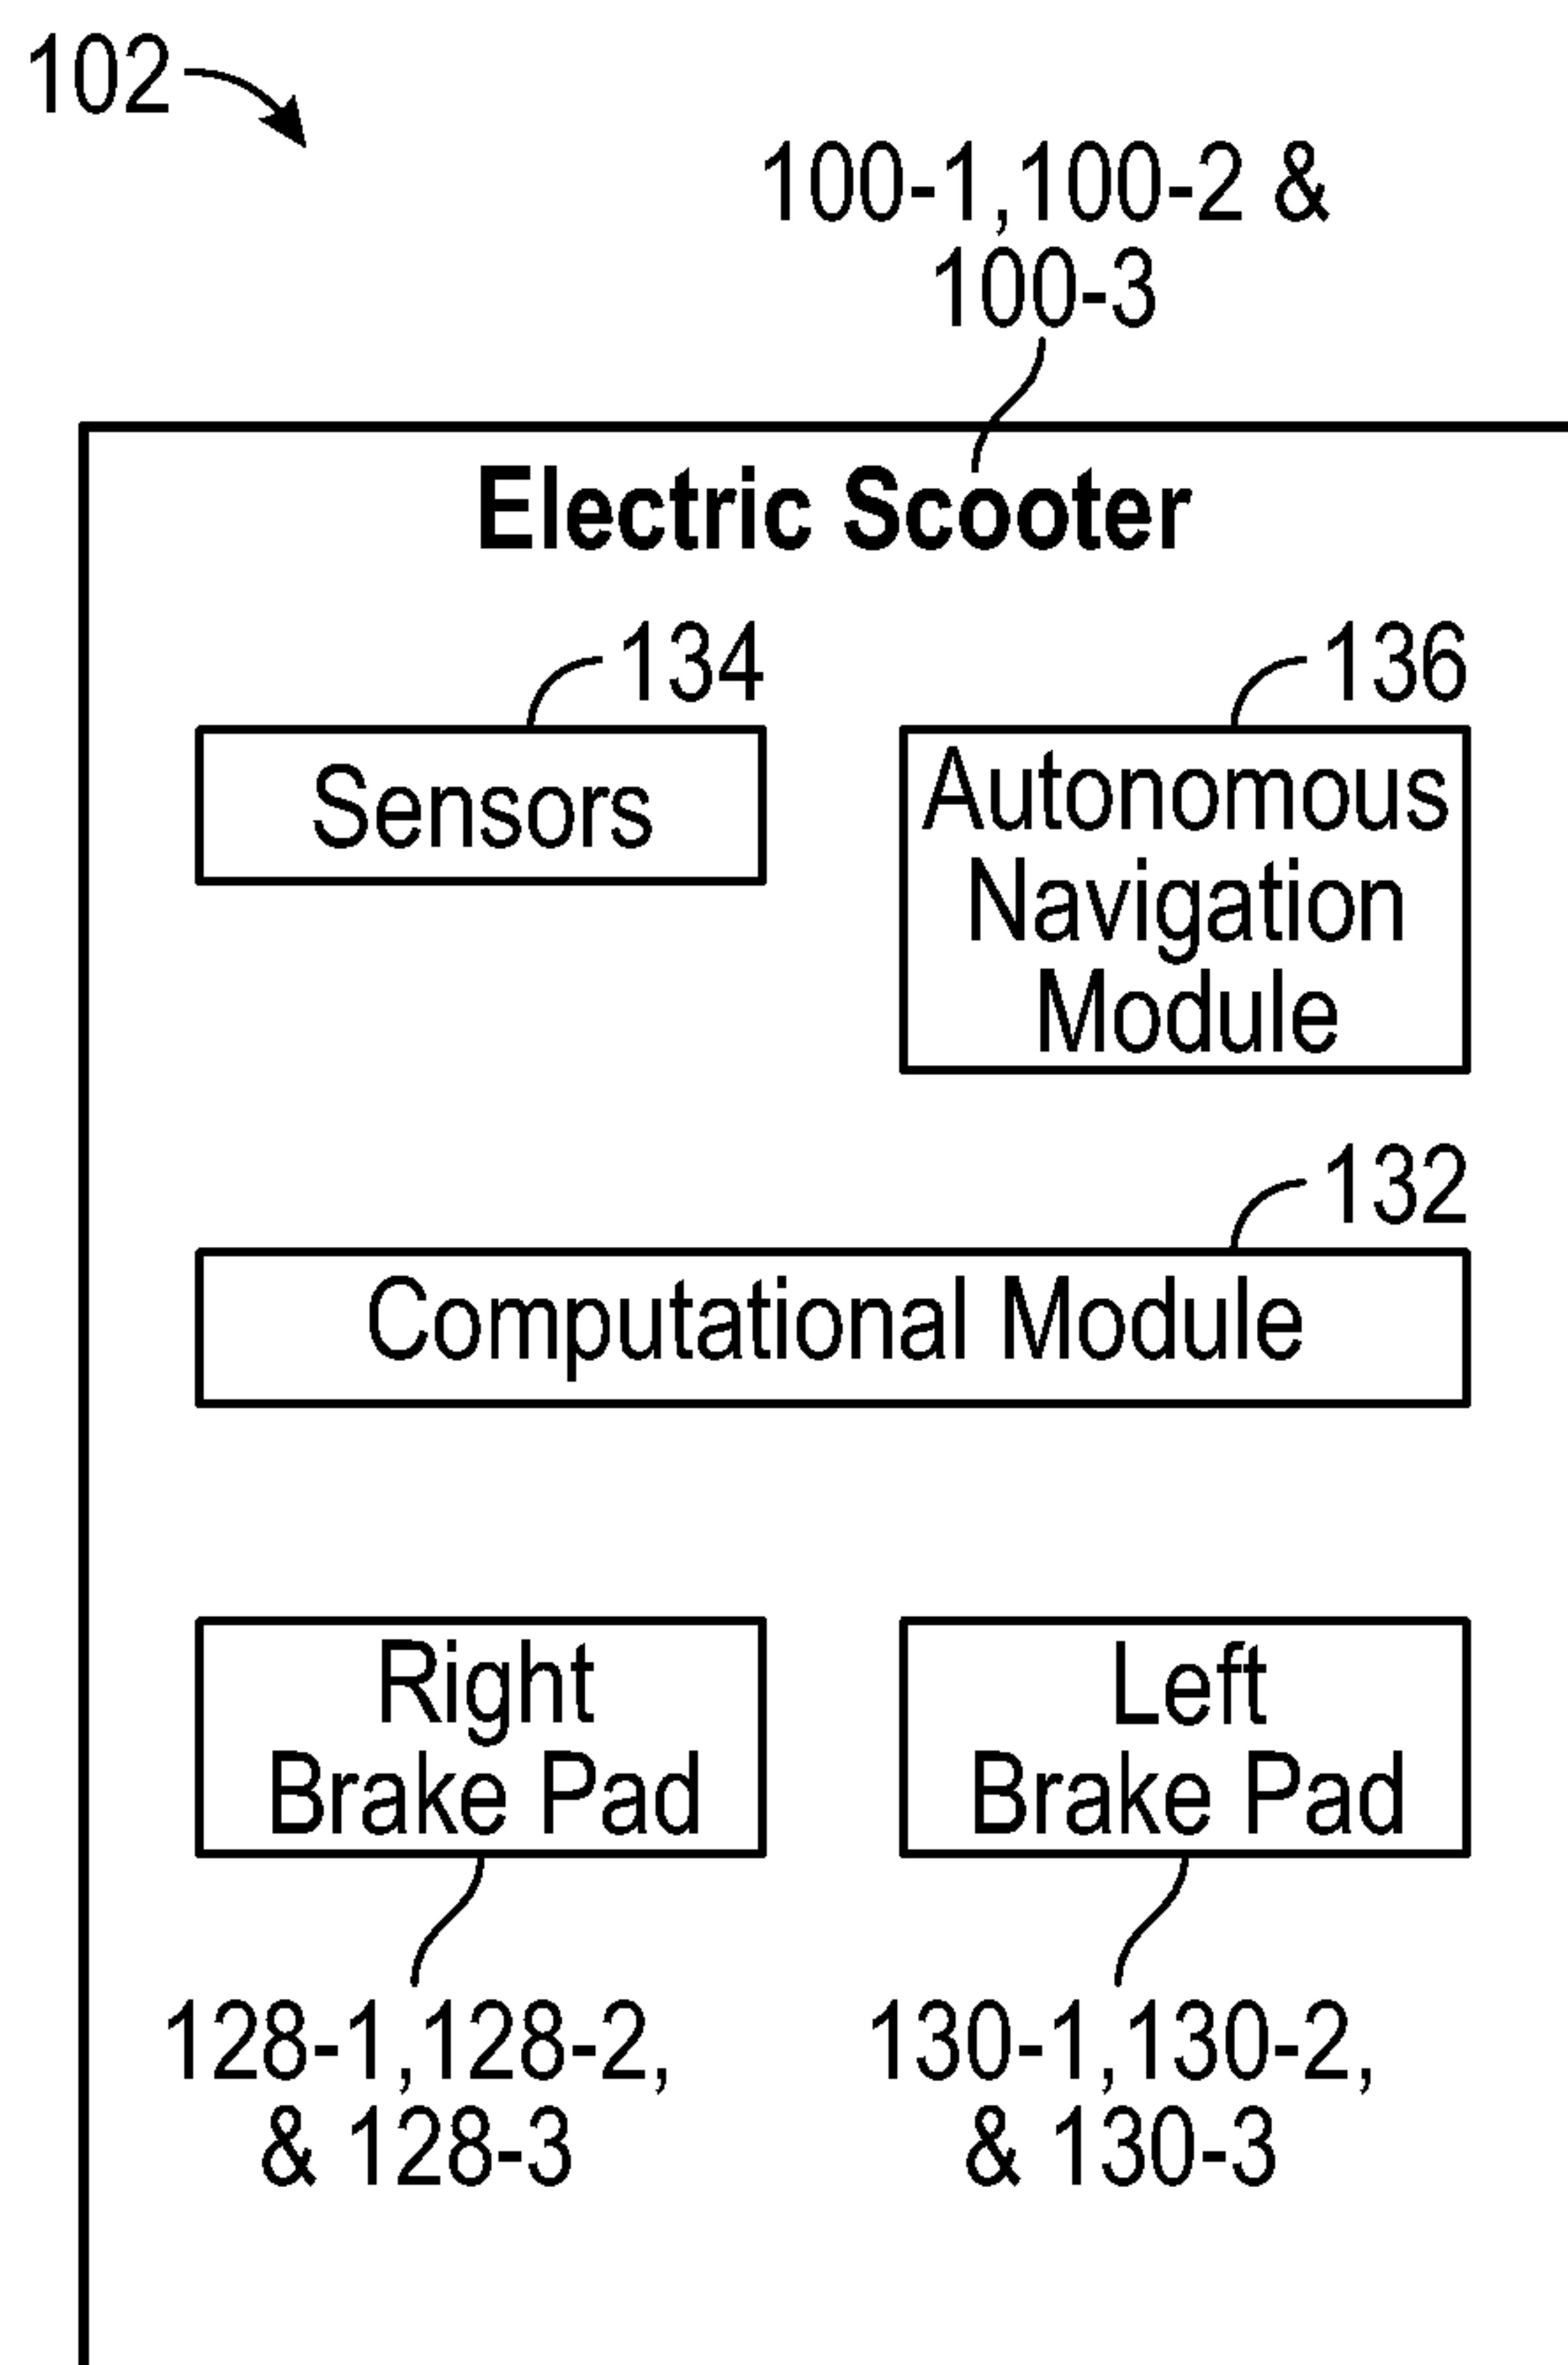 102
100-1,100-2 &
100-3
Electric Scooter
134
136
Sensors
Autonomous
Navigation
Module
132
Computational Module
Right
Brake Pad
Left
Brake Pad
128-1,128-2,
& 128-3
130-1,130-2,
& 130-3